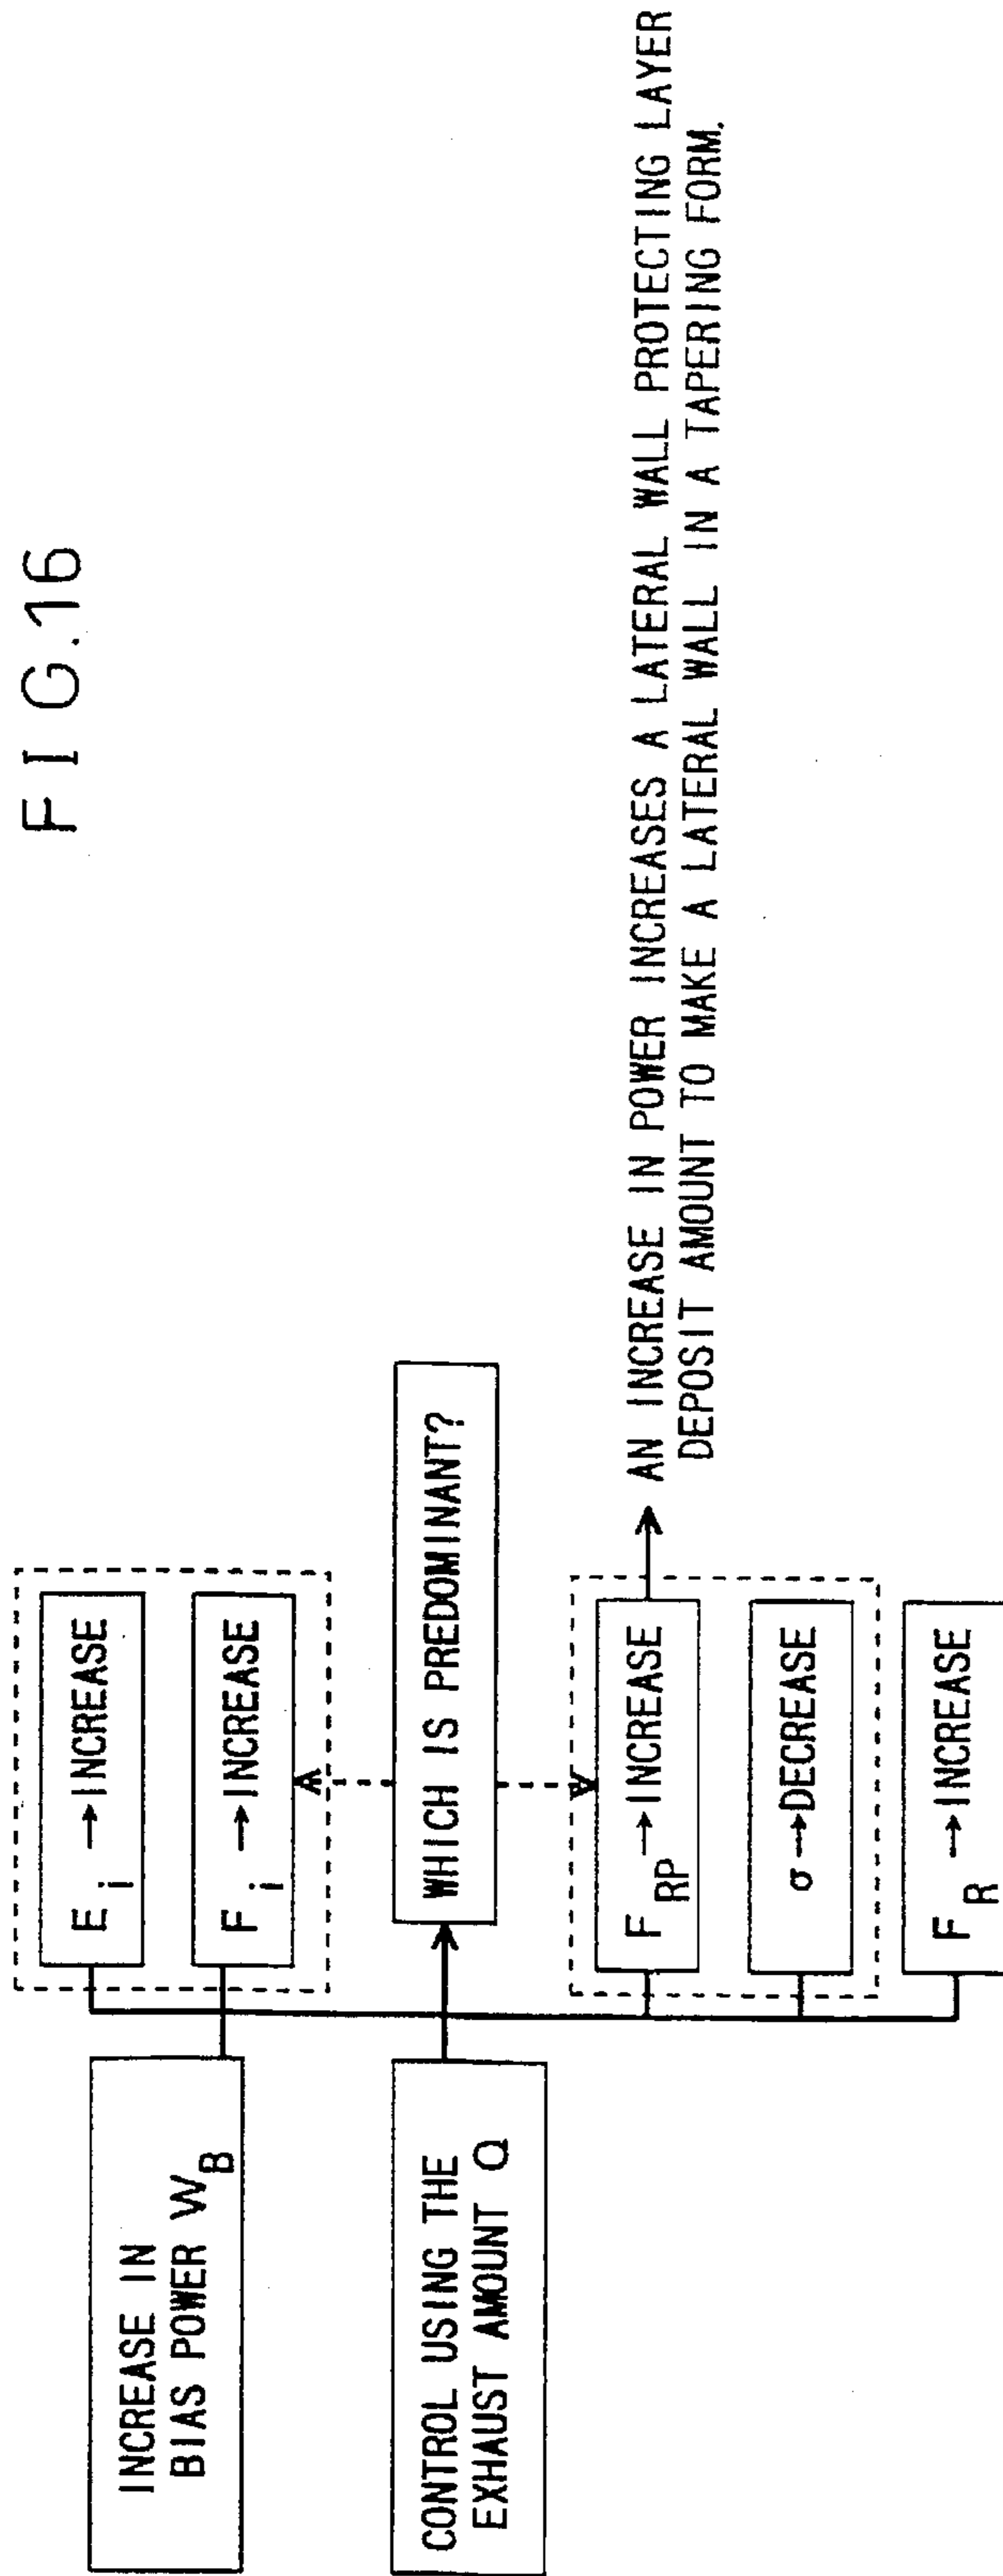 F I G.16
INCREASE IN
BIAS POWER W_B
CONTROL USING THE
EXHAUST AMOUNT Q
E_i → INCREASE
F_i → INCREASE
WHICH IS PREDOMINANT?
F_RP → INCREASE
σ → DECREASE
F_R → INCREASE
AN INCREASE IN POWER INCREASES A LATERAL WALL PROTECTING LAYER
DEPOSIT AMOUNT TO MAKE A LATERAL WALL IN A TAPERING FORM.